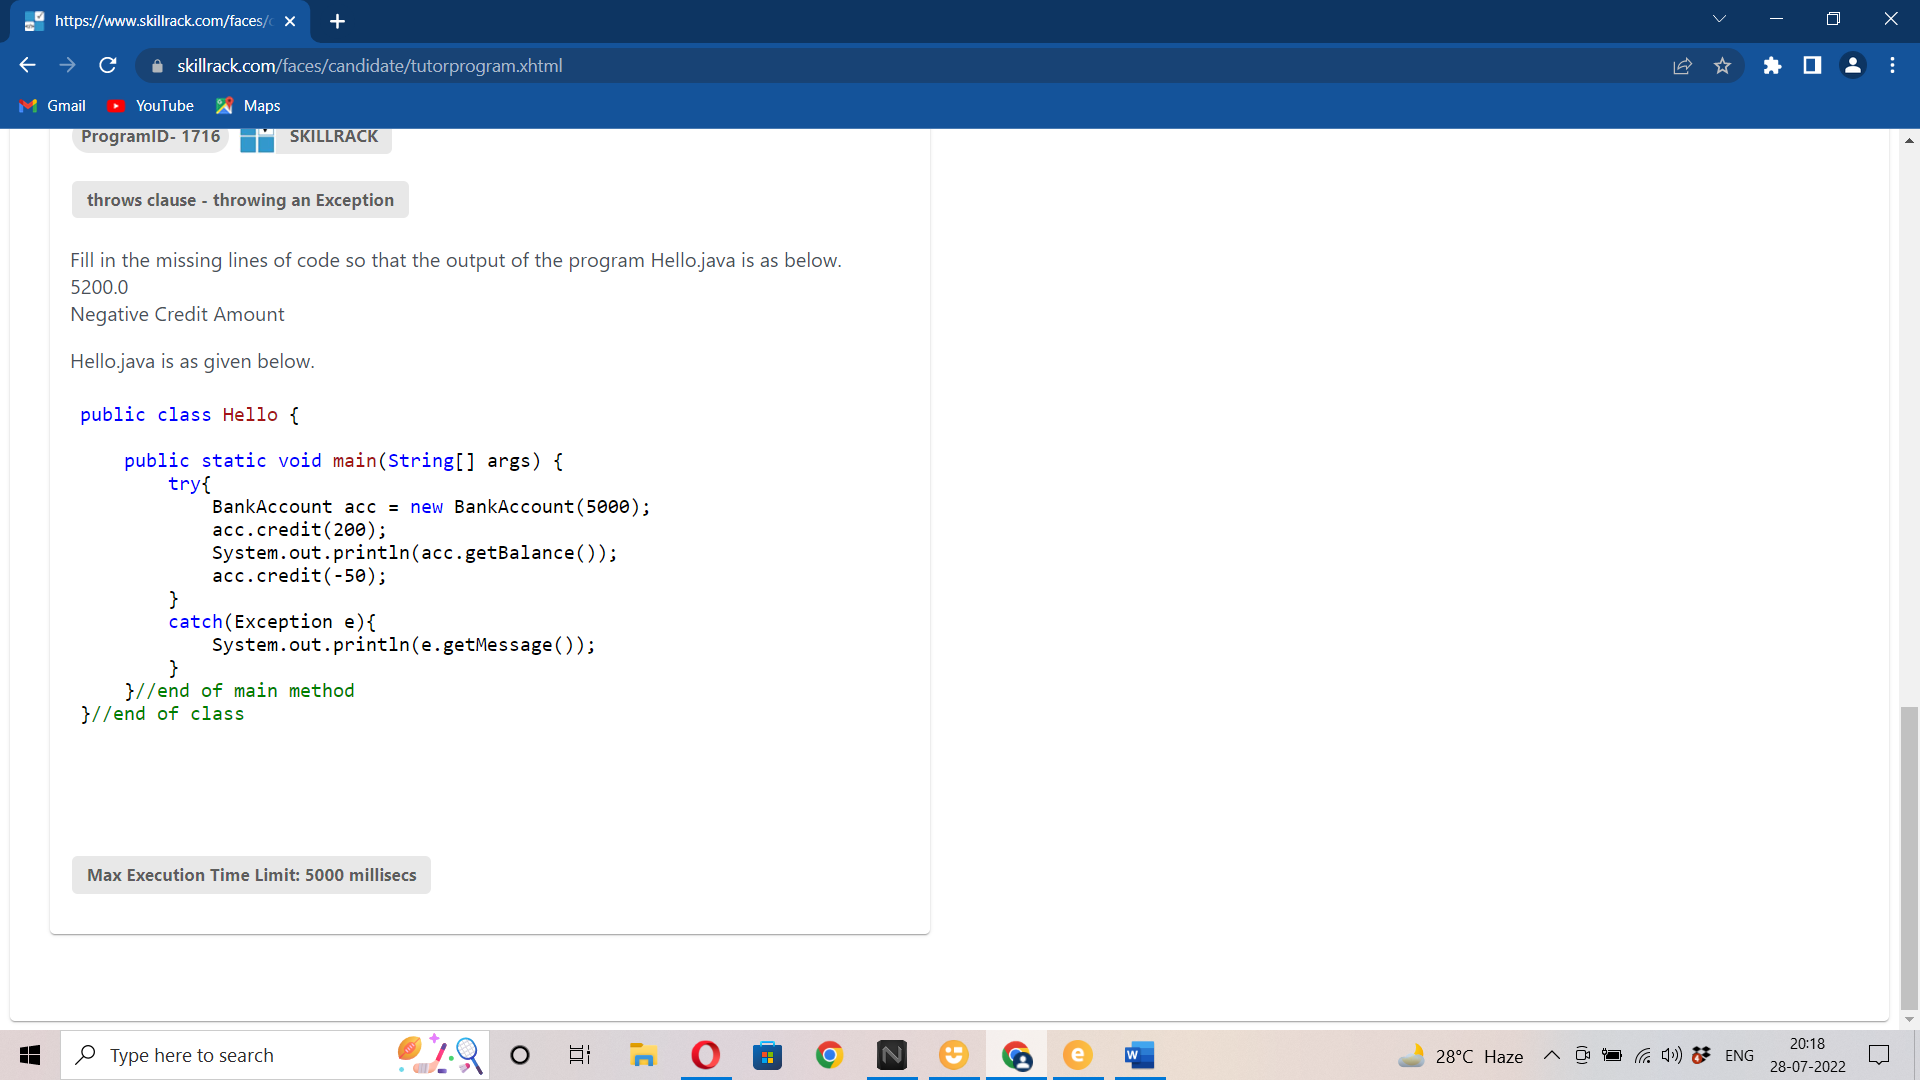 https://www.skillrack.com/faces/c
skillrack.com/faces/candidate/tutorprogram.xhtml
Gmail YouTube Maps
ProgramID- 1716 SKILLRACK
throws clause - throwing an Exception
Fill in the missing lines of code so that the output of the program Hello.java is as below.
5200.0
Negative Credit Amount
Hello.java is as given below.
public class Hello {
public static void main(String[] args) {
try{
BankAccount acc = new BankAccount(5000);
acc.credit(200);
System.out.println(acc.getBalance());
acc.credit(-50);
}
catch(Exception e){
System.out.println(e.getMessage());
}
}//end of main method
}//end of class
Max Execution Time Limit: 5000 millisecs
Type here to search
28°C Haze
ENG
20:18
28-07-2022